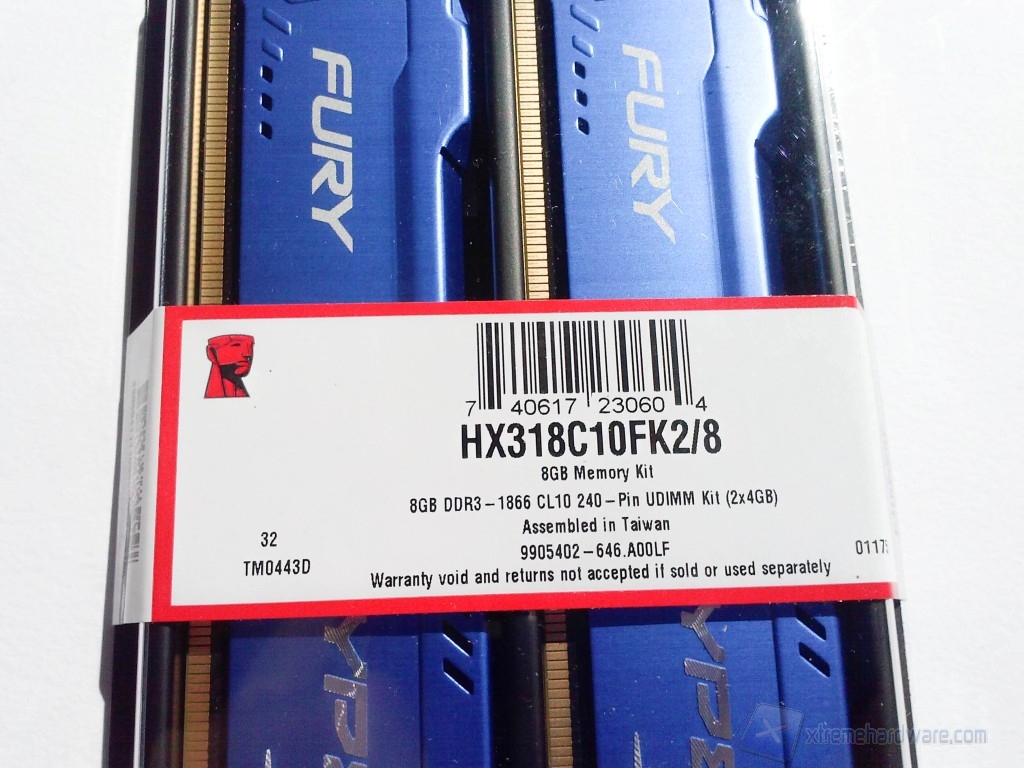 FURY
FURY
7 40617 23060 4
HX318C10FK2/8
8GB Memory Kit
8GB DDR3-1866 CL10 240-Pin UDIMM Kit (2x4GB)
Assembled in Taiwan
32
9905402-646.A00LF
TM0443D
Warranty void and returns not accepted if sold or used separately
xtremehardware.com